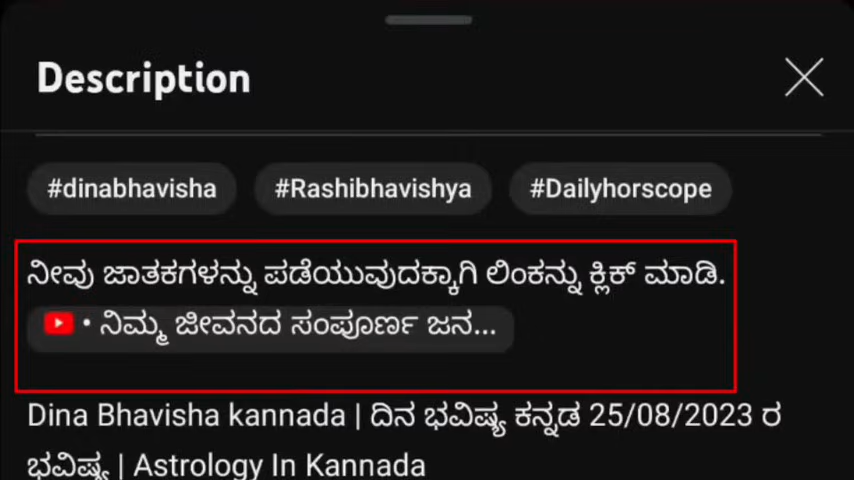 Description
#dinabhavisha #Rashibhavishya #Dailyhorscope
ನೀವು ಜಾತಕಗಳನ್ನು ಪಡೆಯುವುದಕ್ಕಾಗಿ ಲಿಂಕನ್ನು ಕ್ಲಿಕ್ ಮಾಡಿ.
• ನಿಮ್ಮ ಜೀವನದ ಸಂಪೂರ್ಣ ಜನ...
Dina Bhavisha kannada | ದಿನ ಭವಿಷ್ಯ ಕನ್ನಡ 25/08/2023 ರ
ಭವಿಷ್ಯ | Astrology In Kannada